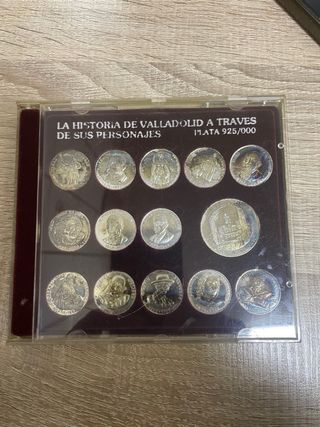 LA HISTORIA DE VALLADOLID A TRAVES
DE SUS PERSONAJES PLATA 925/000